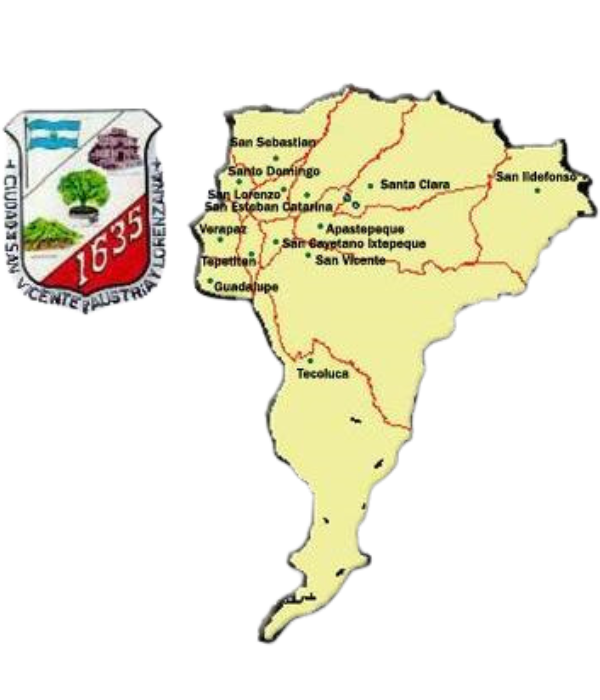 CIUDAD DE SAN VICENTE DE AUSTRIA Y LORENZANA
1635
San Sebastian
Santo Domingo
San Lorenzo
Santa Clara
San Ildefonso
San Esteban Catarina
Verapaz
Apastepeque
San Cayetano Ixtepeque
Tepetitan
San Vicente
Guadalupe
Tecoluca